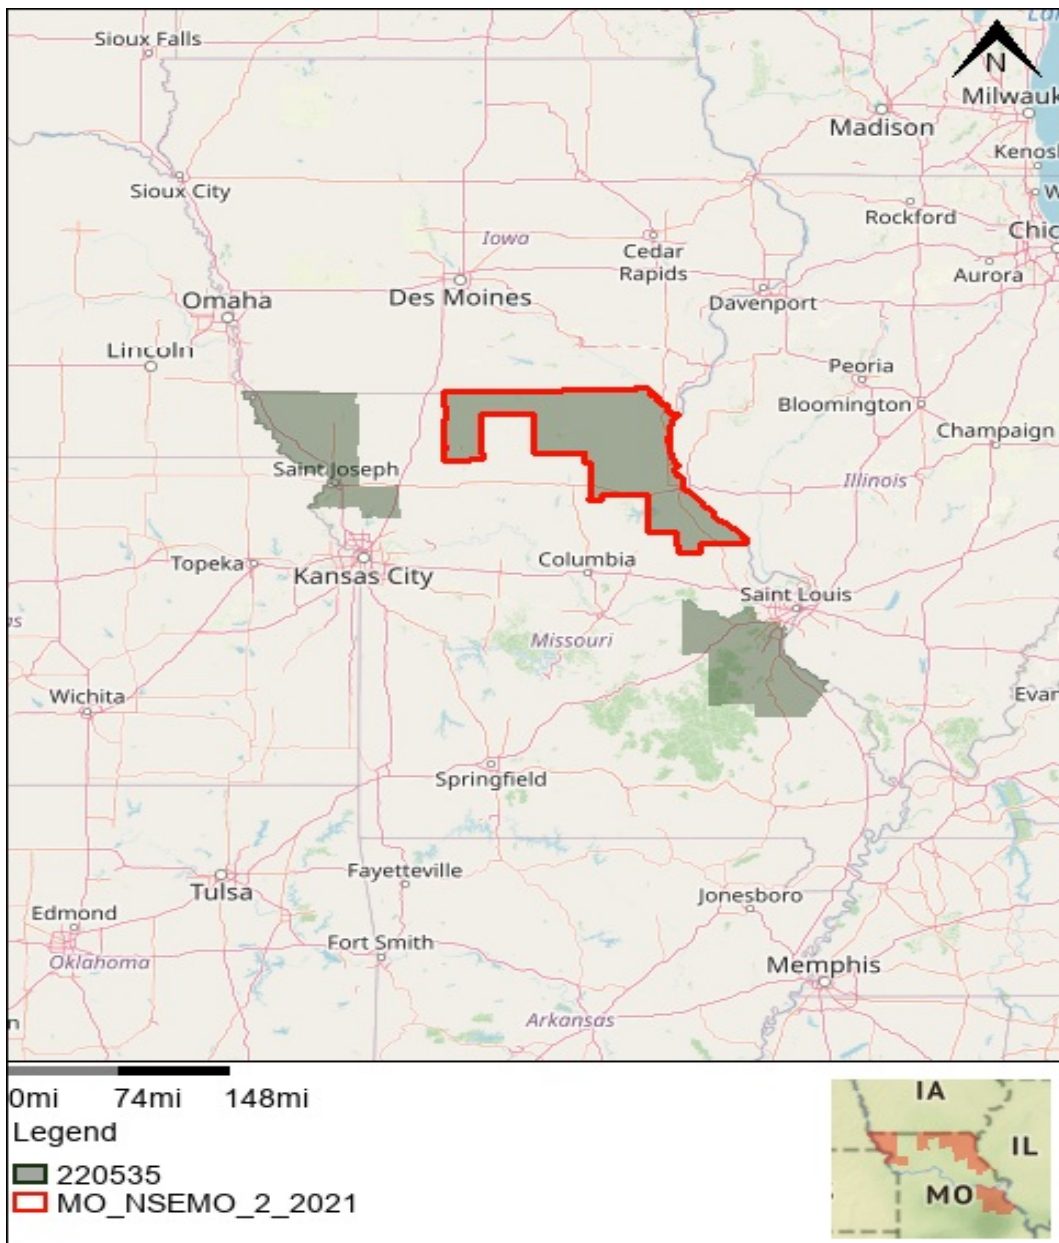 Sioux Falls
N
Milwauk
Madison
Kenosh
Sioux City
Rockford
Iowa
Cedar
Rapids
Chic
Aurora
Omaha
Des Moines
Davenport
Lincoln
Peoria
Bloomington
Champaign
Saint Joseph
Illinois
Topeka
Columbia
Kansas City
Saint Louis
Missouri
Wichita
Evan
Springfield
Fayetteville
Tulsa
Jonesboro
Edmond
Fort Smith
Oklahoma
Memphis
Arkansas
0mi 74mi 148mi
Legend
220535
MO_NSEMO_2_2021
IA
IL
MO